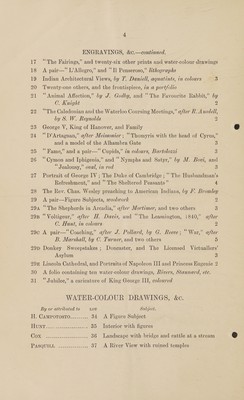 4
ENGRAVINGS, &c.—continued.
17 "The Fairings," and twenty-six other prints and water-colour drawings
18 A pair—"L'Allegro," and "Il Penseroso," lithographs
19 Indian Architectural Views, by T. Daniell, aquatints, in colours 3
20 Twenty-one others, and the frontispiece, in a portfolio
21 "Animal Affection," by J. Godby, and "The Favourite Rabbit," by
C. Knight 2
22 "The Caledonian and the Waterloo Coursing Meetings," after R. Ansdell,
by S. W. Reynolds 2
23 George V, King of Hanover, and Family
24 "D'Artagnan," after Meissonier; "Thomyris with the head of Cyrus,"
and a model of the Alhambra Gate 3
25 "Fame," and a pair—"Cupids," in colours, Bartolozzi 3
26 "Cymon and Iphigenia," and "Nymphs and Satyr," by M. Bovi, and
"January," oval, in red 3
27 Portrait of George IV; The Duke of Cambridge; "The Husbandman's
Refreshment," and "The Sheltered Peasants" 4
28 The Rev. Chas. Wesley preaching to American Indians, by F. Bromley
29 A pair—Figure Subjects, woodcuts 2
29A "The Shepherds in Arcadia," after Mortimer, and two others 3
29B "Voltigeur," after H. Davis, and "The Leamington, 1840," after
C. Hunt, in colours 2
29C A pair—"Coaching," after J. Pollard, by G. Reeve; "War," after
B. Marshall, by C. Turner, and two others 5
29D Donkey Sweepstakes; Doncaster, and The Licensed Victuallers'
Asylum 3
29E Lincoln Cathedral, and Portraits of Napoleon III and Princess Eugenie 2
30 A folio containing ten water-colour drawings, Rivers, Stannard, etc.
31 "Jubilee," a caricature of King George III, coloured
WATER-COLOUR DRAWINGS, &c.
By or attributed to LOT Subject.
H. CAMPOTOSTO ......... 34 A Figure Subject
HUNT ......... 35 Interior with figures
COX ......... 36 Landscape with bridge and cattle at a stream
PASQUILL ......... 37 A River View with ruined temples